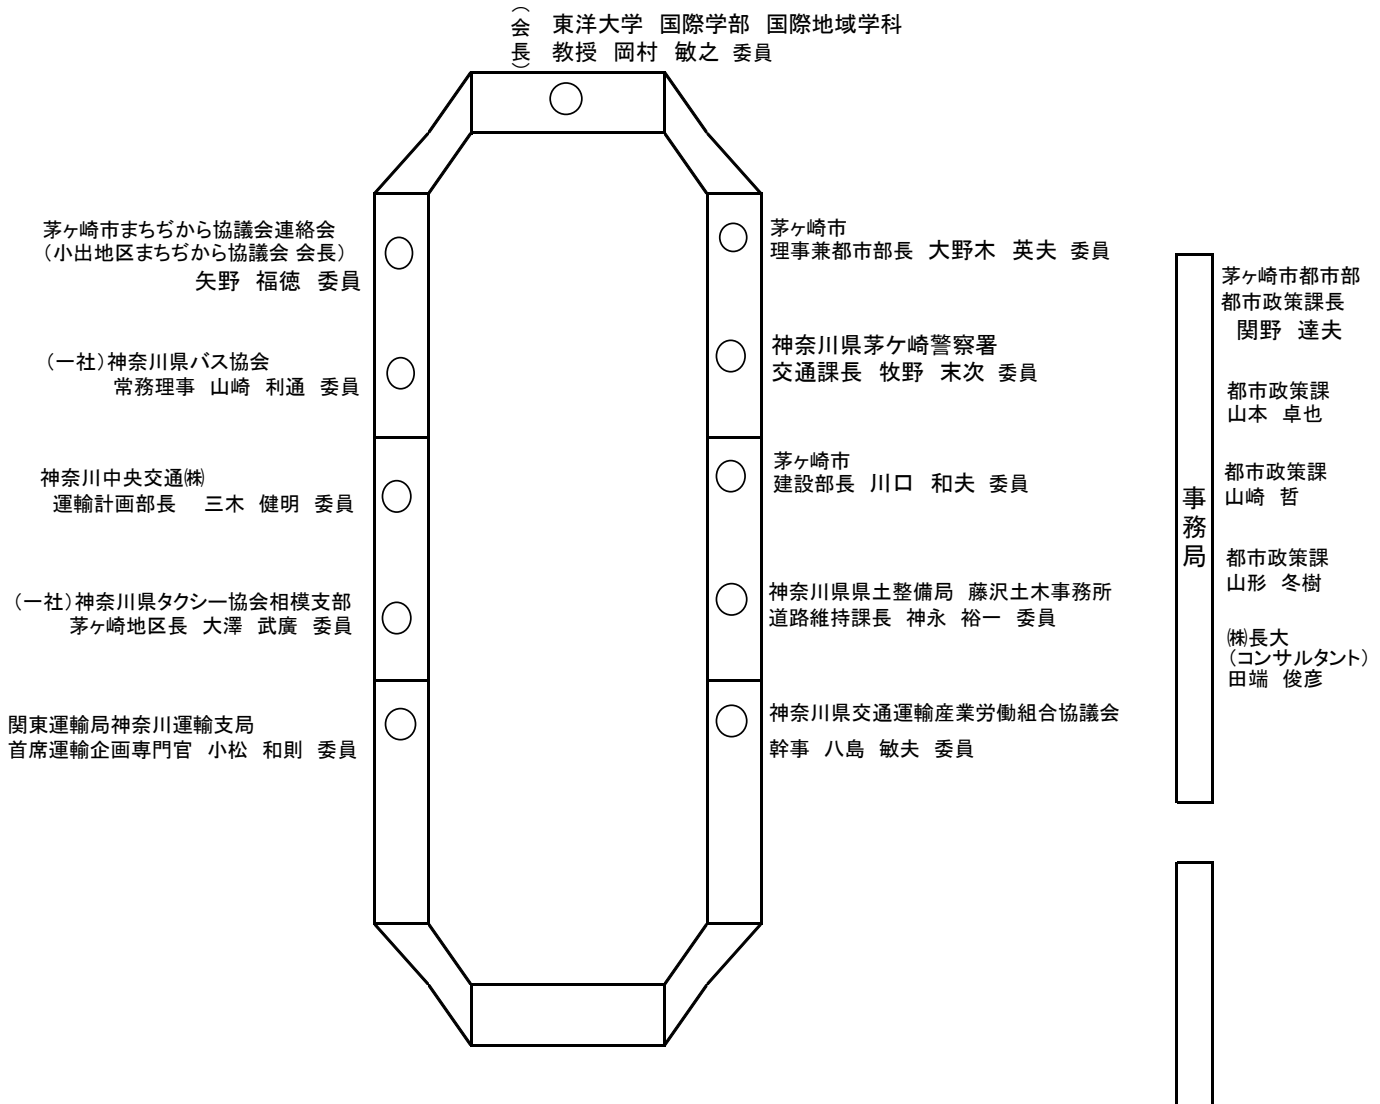 （会長）
東洋大学 国際学部 国際地域学科
教授 岡村 敏之 委員
茅ヶ崎市まちぢから協議会連絡会
（小出地区まちぢから協議会 会長）
矢野 福徳 委員
（一社）神奈川県バス協会
常務理事 山崎 利通 委員
神奈川中央交通㈱
運輸計画部長 三木 健明 委員
（一社）神奈川県タクシー協会相模支部
茅ヶ崎地区長 大澤 武廣 委員
関東運輸局神奈川運輸支局
首席運輸企画専門官 小松 和則 委員
茅ヶ崎市
理事兼都市部長 大野木 英夫 委員
神奈川県茅ケ崎警察署
交通課長 牧野 末次 委員
茅ヶ崎市
建設部長 川口 和夫 委員
神奈川県県土整備局 藤沢土木事務所
道路維持課長 神永 裕一 委員
神奈川県交通運輸産業労働組合協議会
幹事 八島 敏夫 委員
事務局
茅ヶ崎市都市部
都市政策課長
関野 達夫
都市政策課
山本 卓也
都市政策課
山崎 哲
都市政策課
山形 冬樹
㈱長大
（コンサルタント）
田端 俊彦